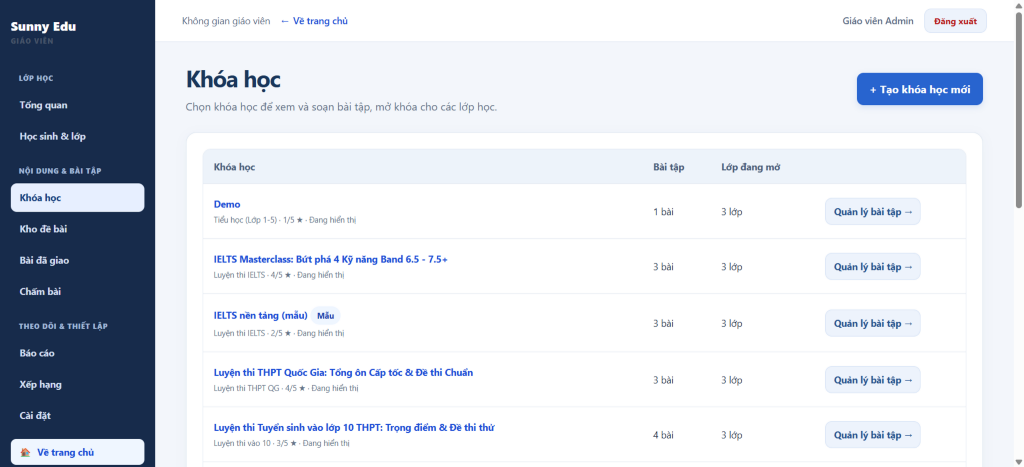 Sunny Edu
GIÁO VIÊN
LỚP HỌC
Tổng quan
Học sinh & lớp
NỘI DUNG & BÀI TẬP
Khóa học
Kho đề bài
Bài đã giao
Chấm bài
THEO DÕI & THIẾT LẬP
Báo cáo
Xếp hạng
Cài đặt
🏠 Về trang chủ
Không gian giáo viên ← Về trang chủ
Giáo viên Admin Đăng xuất
Khóa học
Chọn khóa học để xem và soạn bài tập, mở khóa cho các lớp học.
+ Tạo khóa học mới
Khóa học Bài tập Lớp đang mở
Demo
Tiểu học (Lớp 1-5) · 1/5 ★ · Đang hiển thị
1 bài 3 lớp Quản lý bài tập →
IELTS Masterclass: Bứt phá 4 Kỹ năng Band 6.5 - 7.5+
Luyện thi IELTS · 4/5 ★ · Đang hiển thị
3 bài 3 lớp Quản lý bài tập →
IELTS nền tảng (mẫu) Mẫu
Luyện thi IELTS · 2/5 ★ · Đang hiển thị
3 bài 3 lớp Quản lý bài tập →
Luyện thi THPT Quốc Gia: Tổng ôn Cấp tốc & Đề thi Chuẩn
Luyện thi THPT QG · 4/5 ★ · Đang hiển thị
3 bài 3 lớp Quản lý bài tập →
Luyện thi Tuyển sinh vào lớp 10 THPT: Trọng điểm & Đề thi thử
Luyện thi vào 10 · 3/5 ★ · Đang hiển thị
4 bài 3 lớp Quản lý bài tập →